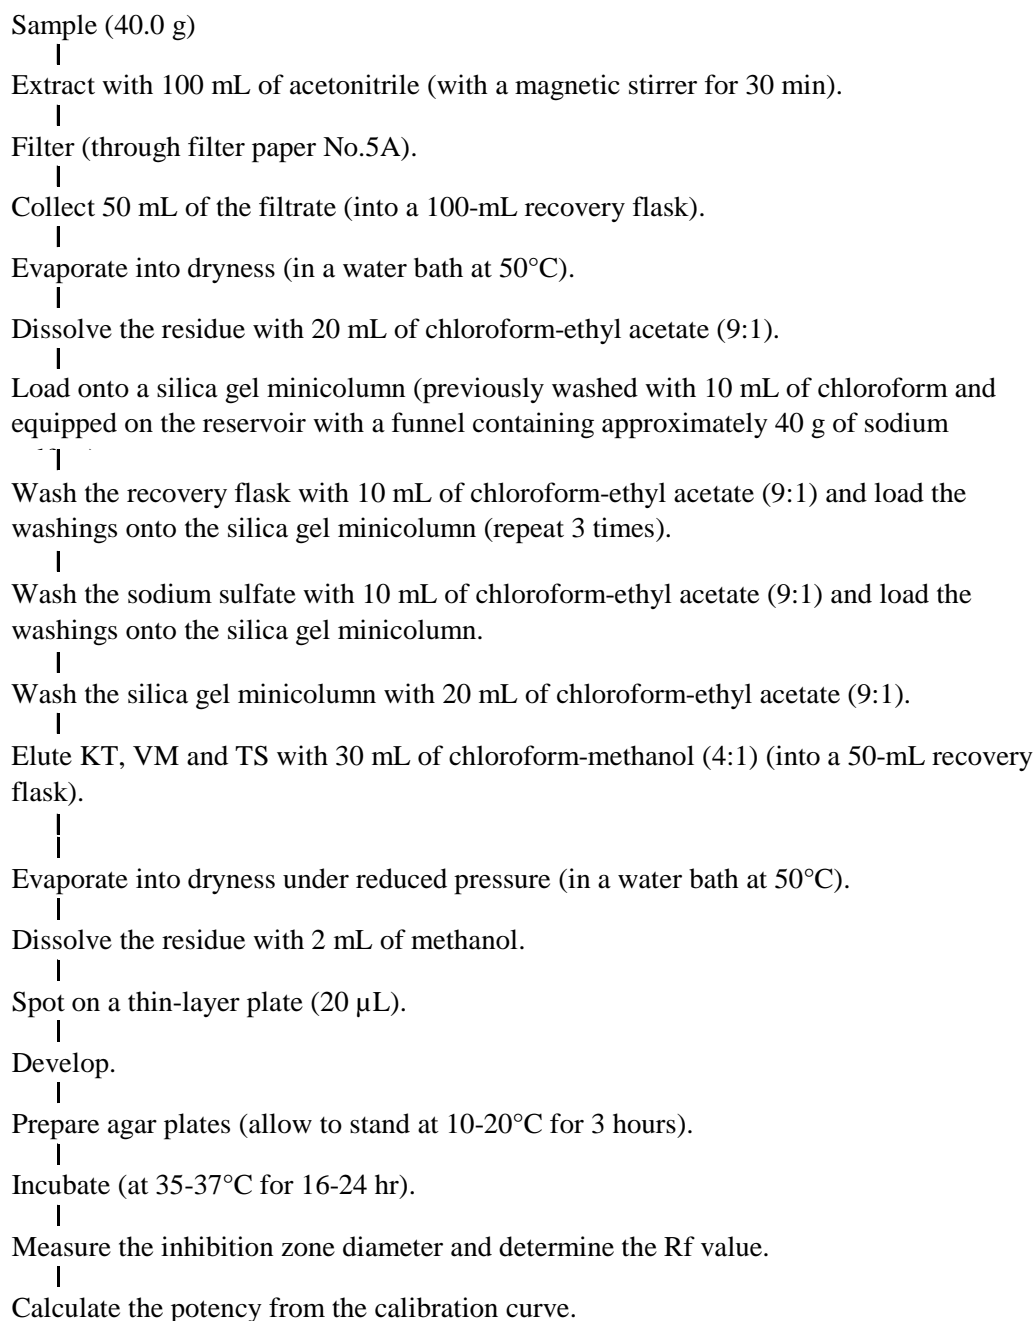 Sample (40.0 g)
Extract with 100 mL of acetonitrile (with a magnetic stirrer for 30 min).
Filter (through filter paper No.5A).
Collect 50 mL of the filtrate (into a 100-mL recovery flask).
Evaporate into dryness (in a water bath at 50°C).
Dissolve the residue with 20 mL of chloroform-ethyl acetate (9:1).
Load onto a silica gel minicolumn (previously washed with 10 mL of chloroform and
equipped on the reservoir with a funnel containing approximately 40 g of sodium
Wash the recovery flask with 10 mL of chloroform-ethyl acetate (9:1) and load the
washings onto the silica gel minicolumn (repeat 3 times).
Wash the sodium sulfate with 10 mL of chloroform-ethyl acetate (9:1) and load the
washings onto the silica gel minicolumn.
Wash the silica gel minicolumn with 20 mL of chloroform-ethyl acetate (9:1).
Elute KT, VM and TS with 30 mL of chloroform-methanol (4:1) (into a 50-mL recovery
flask).
Evaporate into dryness under reduced pressure (in a water bath at 50°C).
Dissolve the residue with 2 mL of methanol.
Spot on a thin-layer plate (20 µL).
Develop.
Prepare agar plates (allow to stand at 10-20°C for 3 hours).
Incubate (at 35-37°C for 16-24 hr).
Measure the inhibition zone diameter and determine the Rf value.
Calculate the potency from the calibration curve.